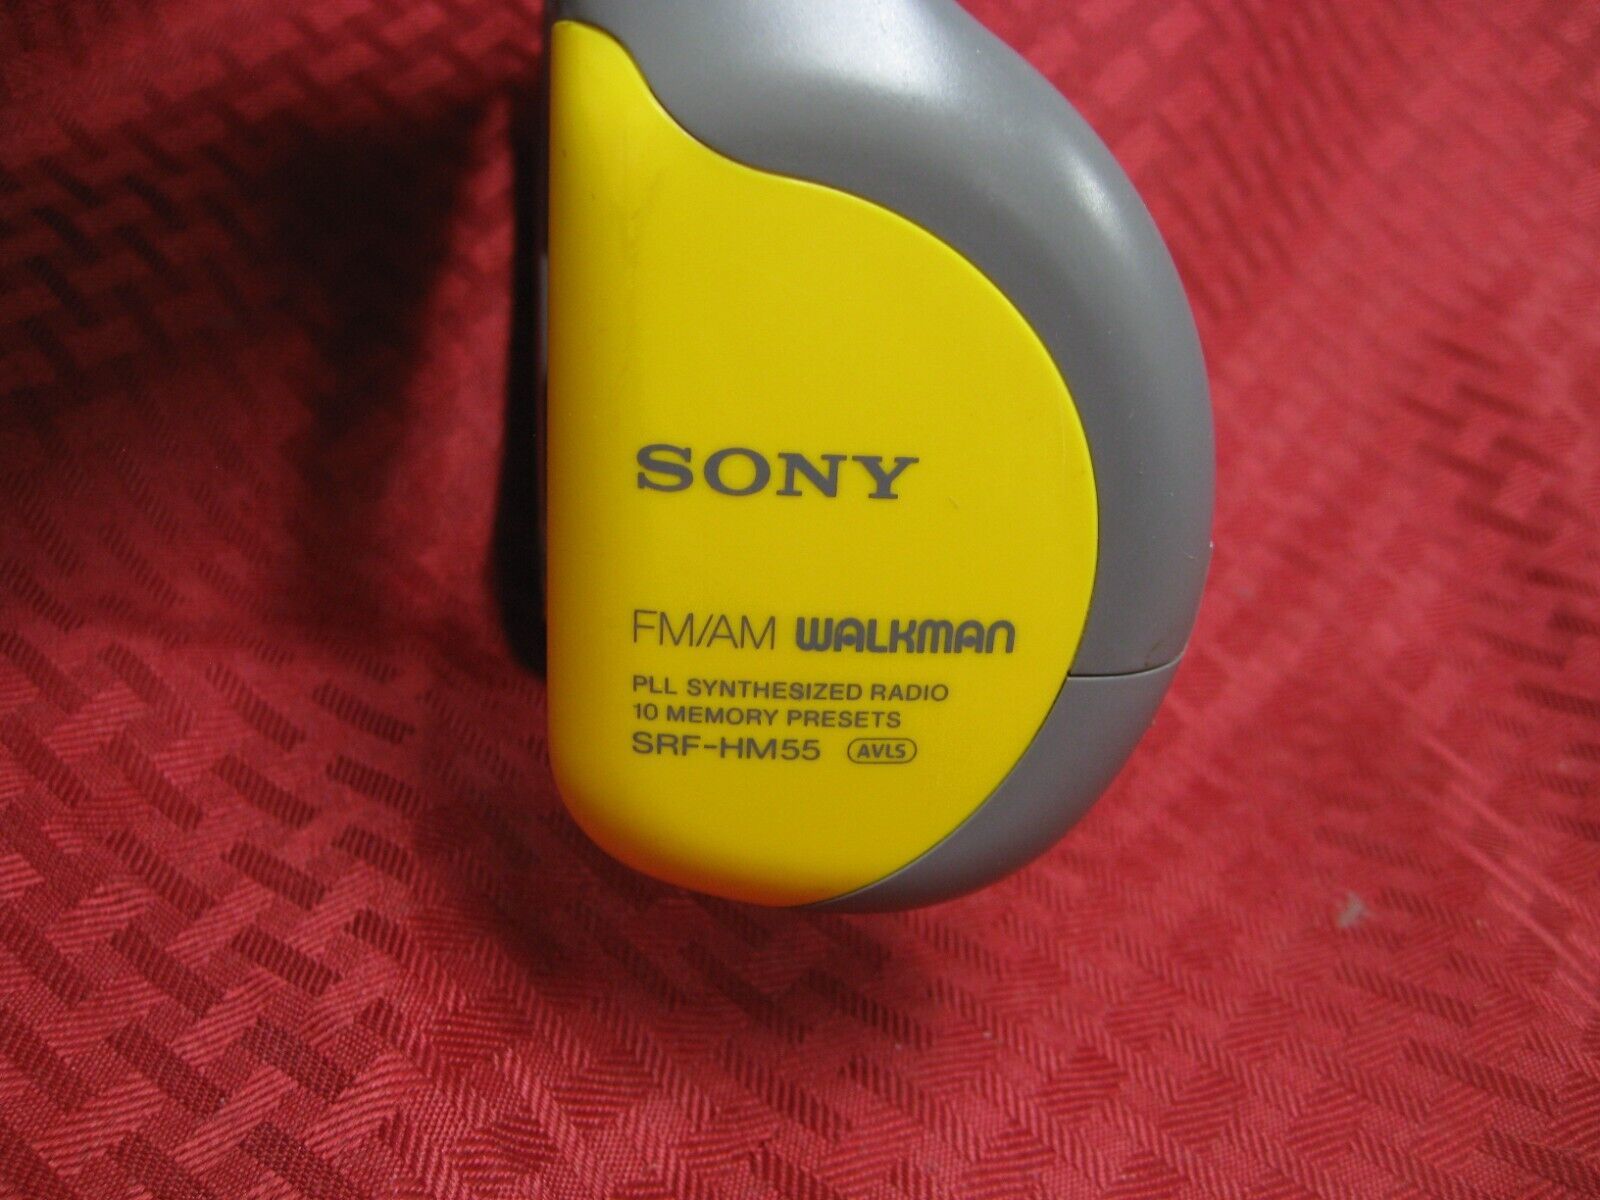 SONY
FM/AM WALKMAN
PLL SYNTHESIZED RADIO
10 MEMORY PRESETS
SRF-HM55 AVLS